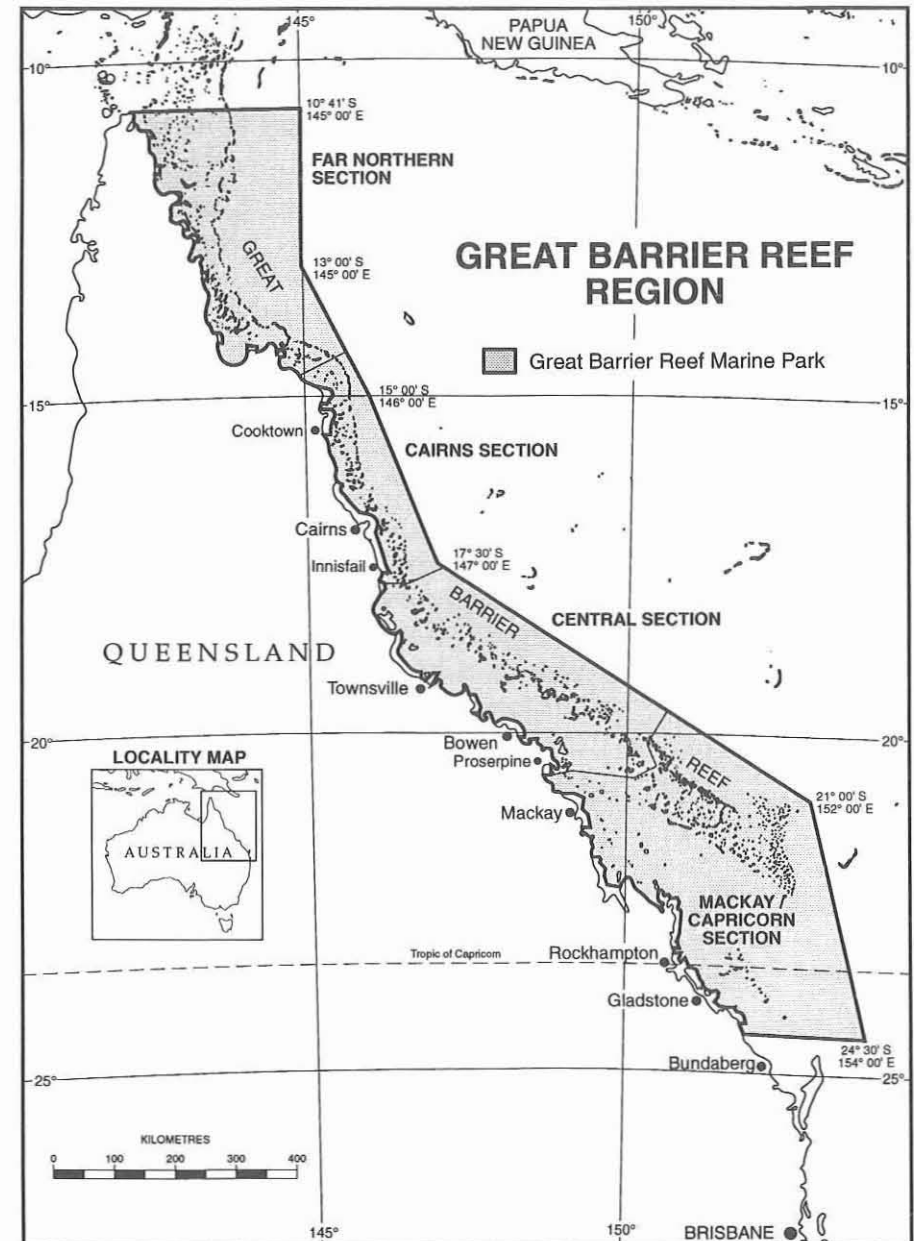 145°
150°
PAPUA
NEW GUINEA
10°
10°
10° 41' S
145° 00' E
FAR NORTHERN
SECTION
GREAT
13° 00' S
145° 00' E
GREAT BARRIER REEF
REGION
Great Barrier Reef Marine Park
15° 00' S
146° 00' E
15°
15°
Cooktown
CAIRNS SECTION
Cairns
Innisfail
17° 30' S
147° 00' E
BARRIER
CENTRAL SECTION
QUEENSLAND
Townsville
Bowen
Proserpine
20°
20°
REEF
LOCALITY MAP
AUSTRALIA
21° 00' S
152° 00' E
Mackay
MACKAY /
CAPRICORN
SECTION
Tropic of Capricorn
Rockhampton
Gladstone
24° 30' S
154° 00' E
Bundaberg
25°
25°
KILOMETRES
0 100 200 300 400
145°
150°
BRISBANE